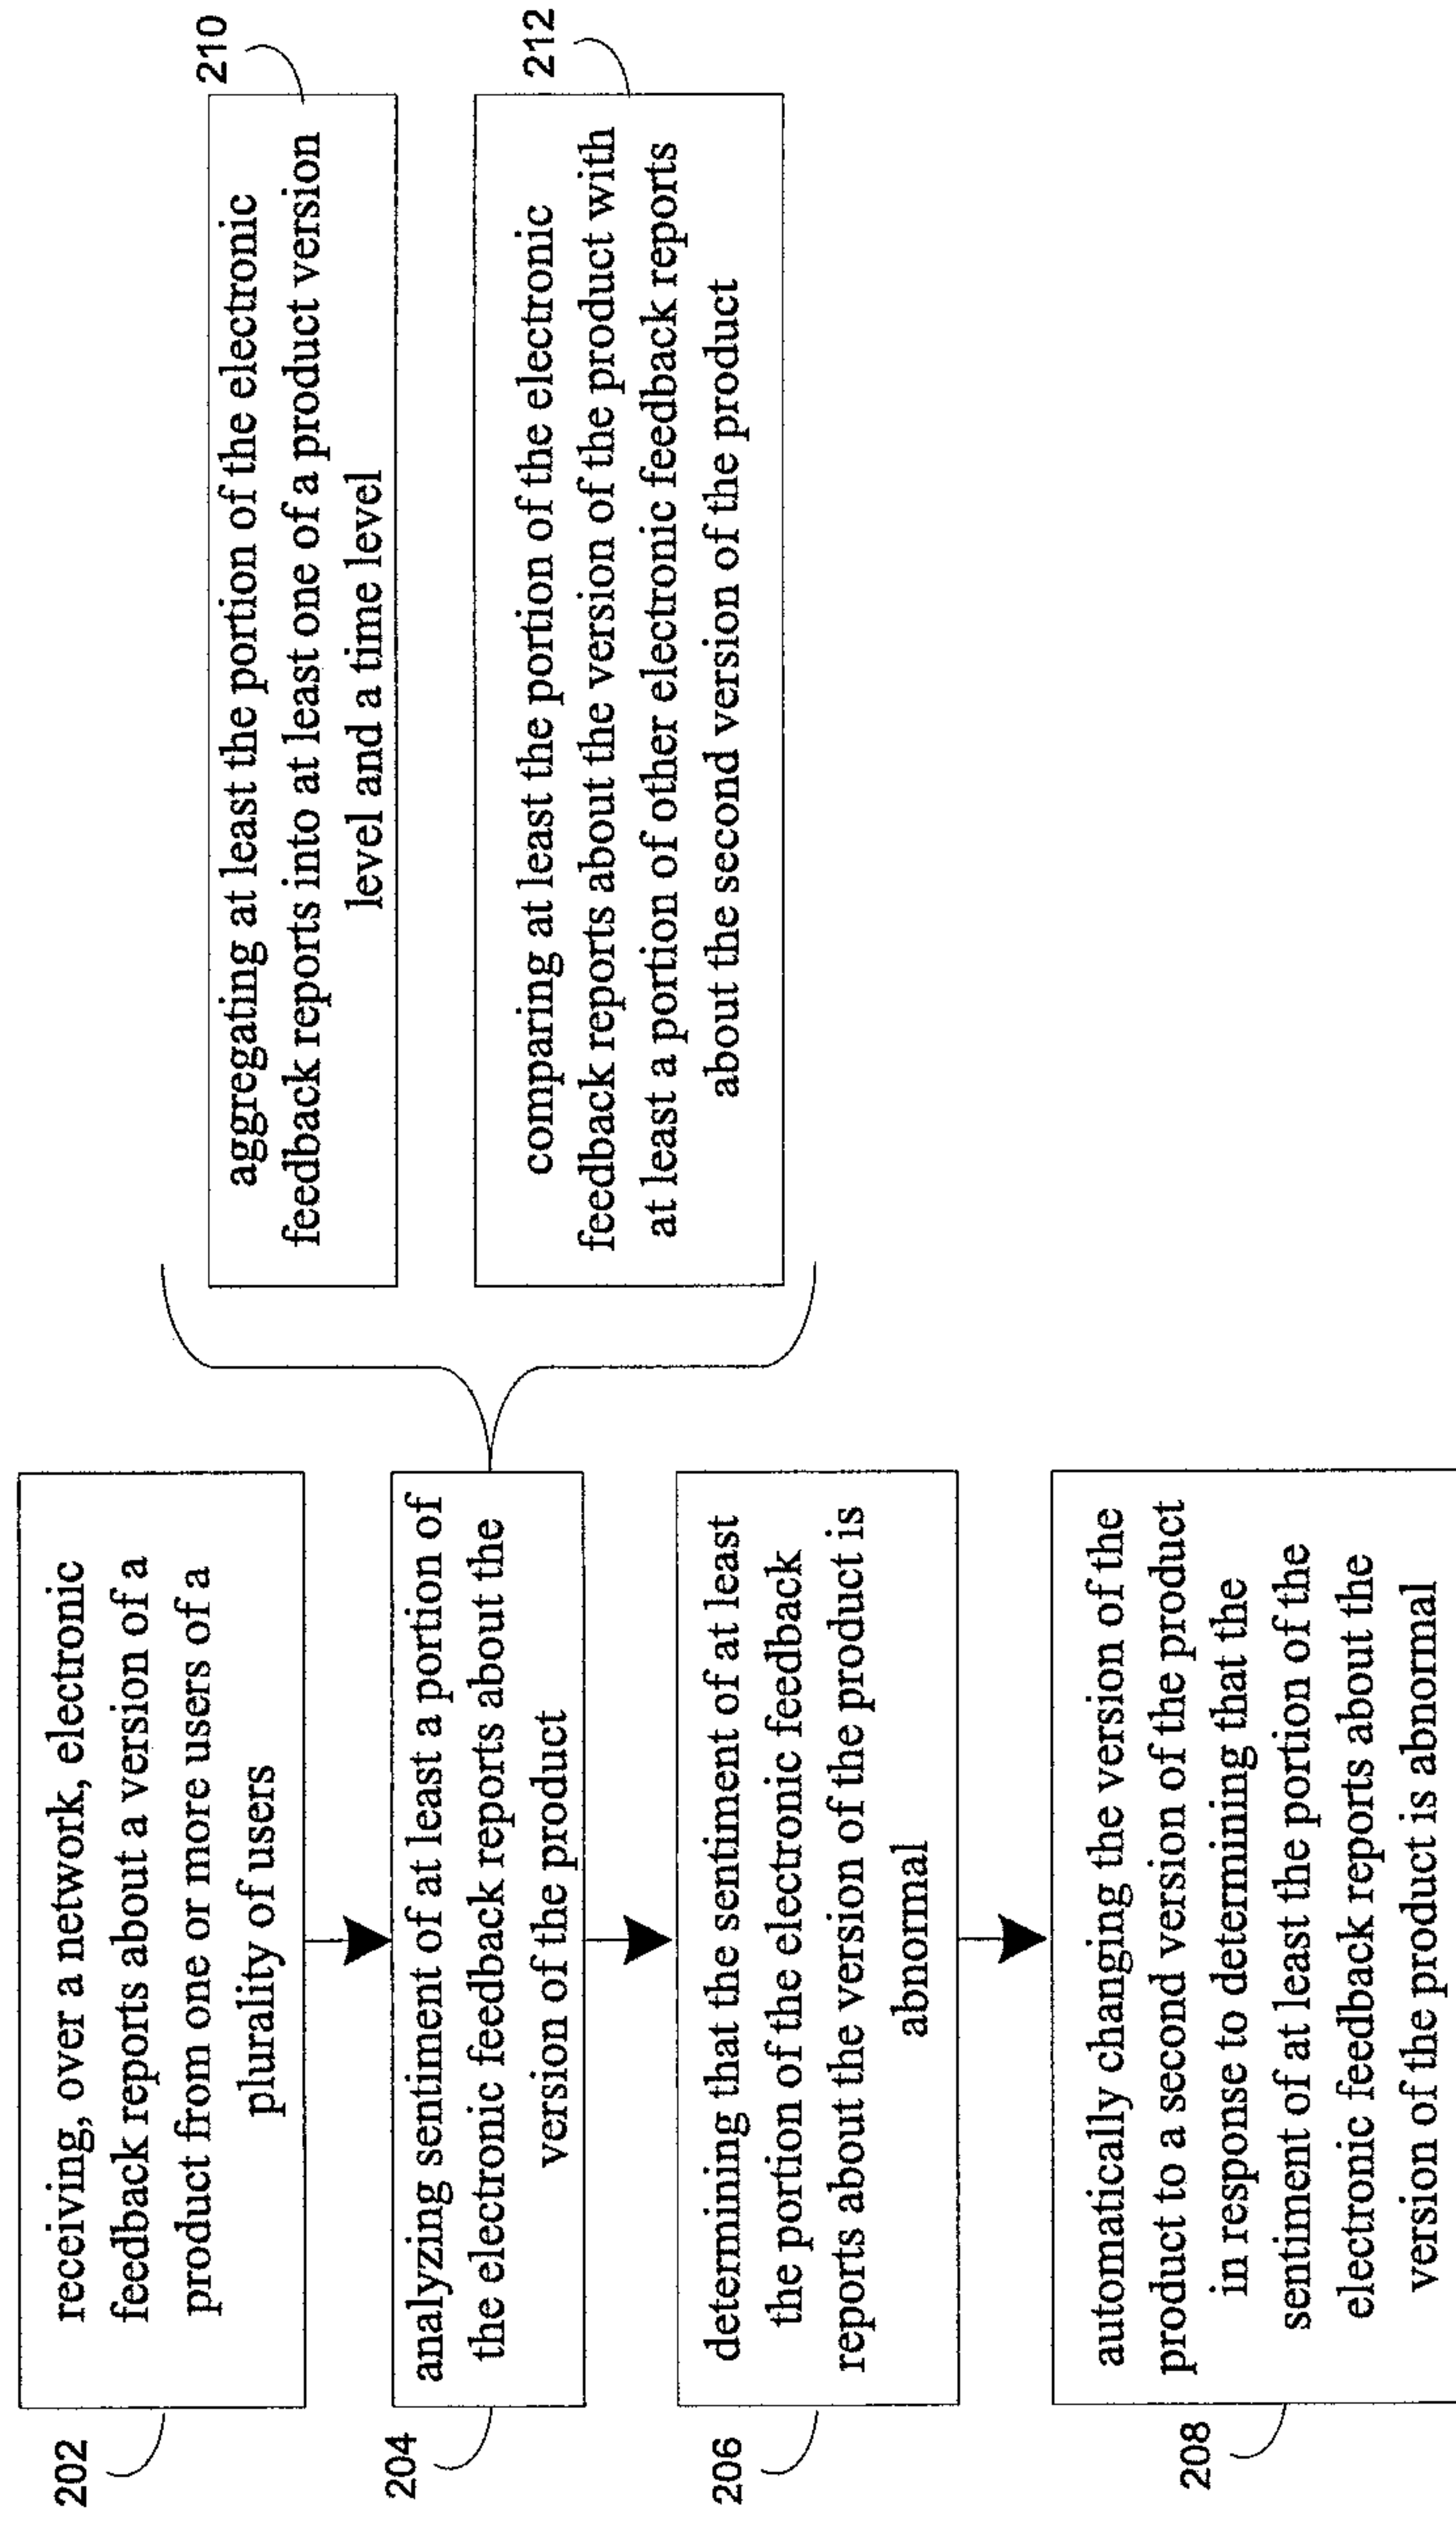 202
receiving, over a network, electronic
feedback reports about a version of a
product from one or more users of a
plurality of users
204
analyzing sentiment of at least a portion of
the electronic feedback reports about the
version of the product
210
aggregating at least the portion of the electronic
feedback reports into at least one of a product version
level and a time level
212
comparing at least the portion of the electronic
feedback reports about the version of the product with
at least a portion of other electronic feedback reports
about the second version of the product
206
determining that the sentiment of at least
the portion of the electronic feedback
reports about the version of the product is
abnormal
208
automatically changing the version of the
product to a second version of the product
in response to determining that the
sentiment of at least the portion of the
electronic feedback reports about the
version of the product is abnormal